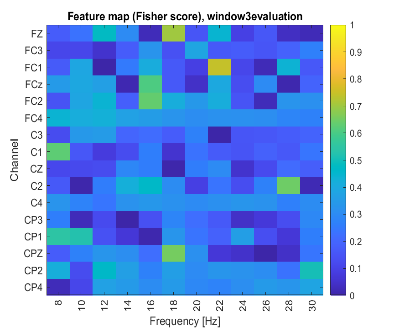 Feature map (Fisher score), window3evaluation
FZ
FC3
FC1
FCz
FC2
FC4
C3
C1
CZ
C2
C4
CP3
CP1
CPZ
CP2
CP4
Channel
8 10 12 14 16 18 20 22 24 26 28 30
Frequency [Hz]
1
0.9
0.8
0.7
0.6
0.5
0.4
0.3
0.2
0.1
0